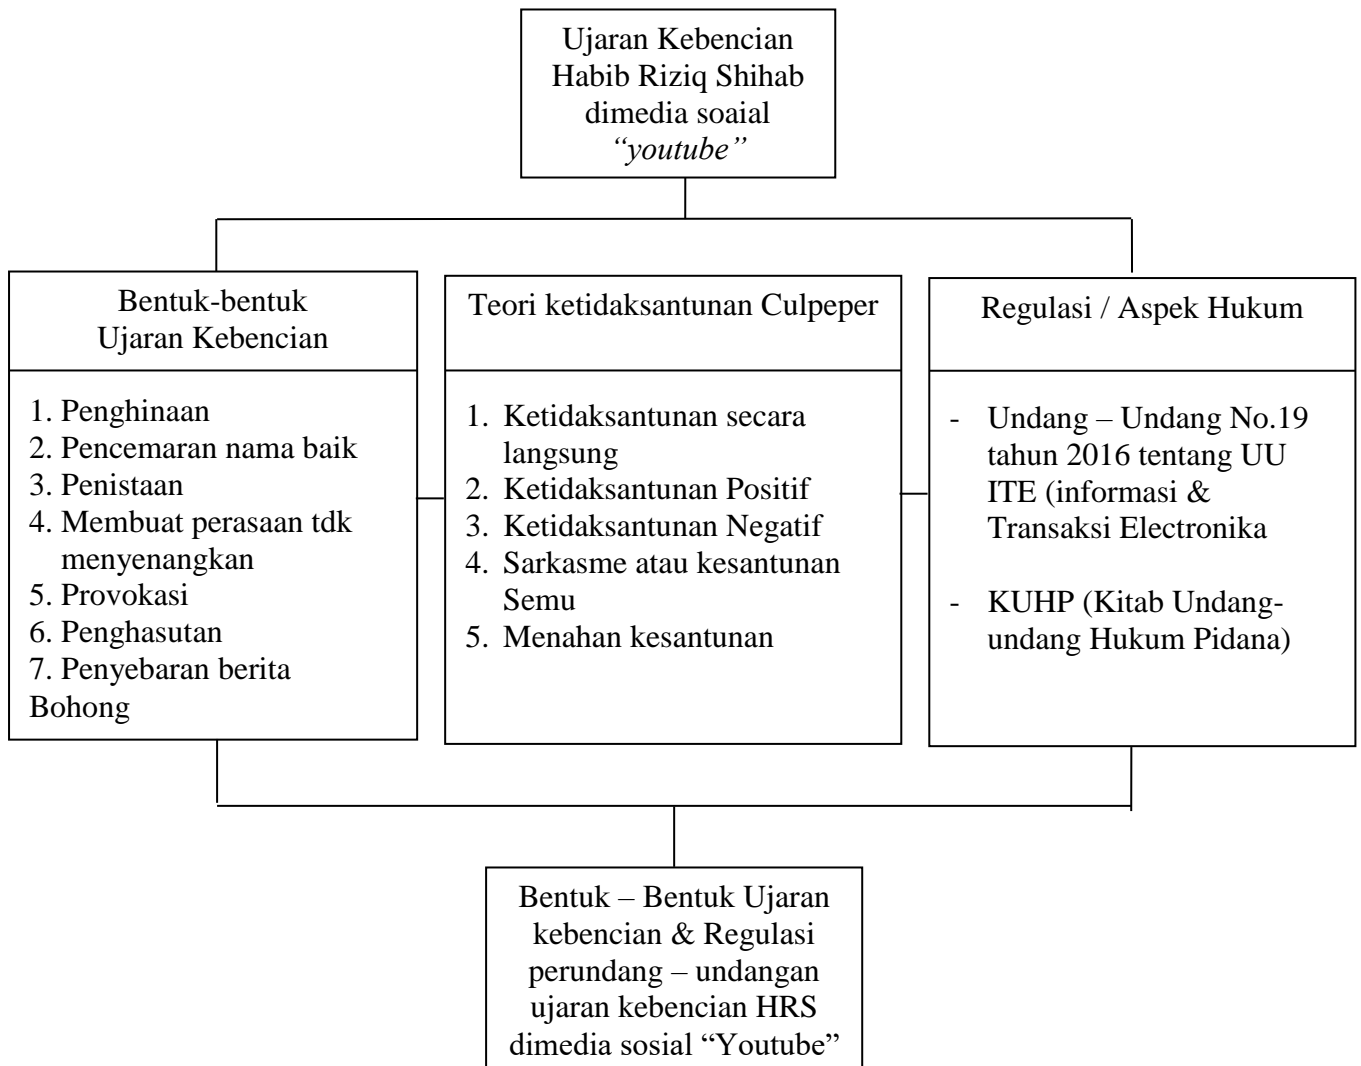 Ujaran Kebencian
Habib Riziq Shihab
dimedia soaial
“youtube”
Bentuk-bentuk
Ujaran Kebencian
1. Penghinaan
2. Pencemaran nama baik
3. Penistaan
4. Membuat perasaan tdk
menyenangkan
5. Provokasi
6. Penghasutan
7. Penyebaran berita
Bohong
Teori ketidaksantunan Culpeper
1. Ketidaksantunan secara
langsung
2. Ketidaksantunan Positif
3. Ketidaksantunan Negatif
4. Sarkasme atau kesantunan
Semu
5. Menahan kesantunan
Regulasi / Aspek Hukum
- Undang – Undang No.19
tahun 2016 tentang UU
ITE (informasi &
Transaksi Electronika
- KUHP (Kitab Undang-
undang Hukum Pidana)
Bentuk – Bentuk Ujaran
kebencian & Regulasi
perundang – undangan
ujaran kebencian HRS
dimedia sosial “Youtube”